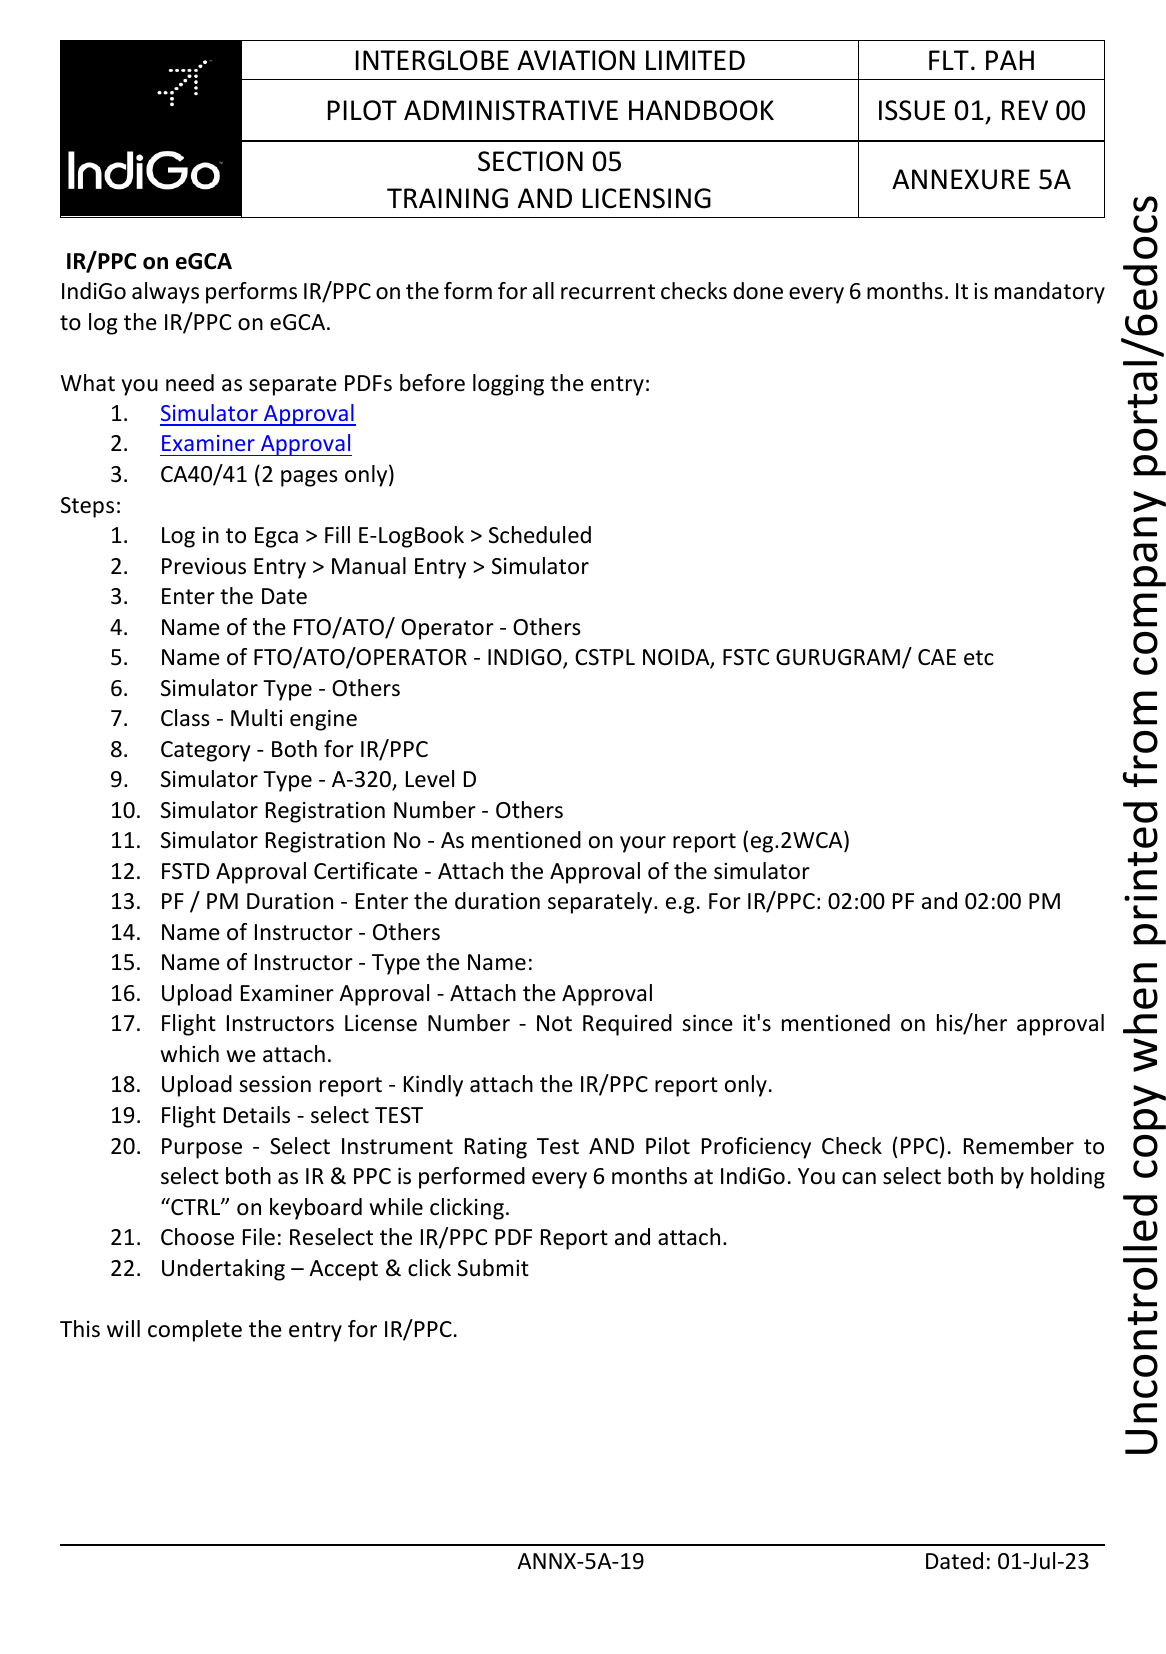 IndiGo
INTERGLOBE AVIATION LIMITED
FLT. PAH
PILOT ADMINISTRATIVE HANDBOOK
ISSUE 01, REV 00
SECTION 05
TRAINING AND LICENSING
ANNEXURE 5A
IR/PPC on eGCA
IndiGo always performs IR/PPC on the form for all recurrent checks done every 6 months. It is mandatory
to log the IR/PPC on eGCA.
What you need as separate PDFs before logging the entry:
1. Simulator Approval
2. Examiner Approval
3. CA40/41 (2 pages only)
Steps:
1. Log in to Egca > Fill E-LogBook > Scheduled
2. Previous Entry > Manual Entry > Simulator
3. Enter the Date
4. Name of the FTO/ATO/ Operator - Others
5. Name of FTO/ATO/OPERATOR - INDIGO, CSTPL NOIDA, FSTC GURUGRAM/ CAE etc
6. Simulator Type - Others
7. Class - Multi engine
8. Category - Both for IR/PPC
9. Simulator Type - A-320, Level D
10. Simulator Registration Number - Others
11. Simulator Registration No - As mentioned on your report (eg.2WCA)
12. FSTD Approval Certificate - Attach the Approval of the simulator
13. PF / PM Duration - Enter the duration separately. e.g. For IR/PPC: 02:00 PF and 02:00 PM
14. Name of Instructor - Others
15. Name of Instructor - Type the Name:
16. Upload Examiner Approval - Attach the Approval
17. Flight Instructors License Number - Not Required since it's mentioned on his/her approval
which we attach.
18. Upload session report - Kindly attach the IR/PPC report only.
19. Flight Details - select TEST
20. Purpose - Select Instrument Rating Test AND Pilot Proficiency Check (PPC). Remember to
select both as IR & PPC is performed every 6 months at IndiGo. You can select both by holding
“CTRL” on keyboard while clicking.
21. Choose File: Reselect the IR/PPC PDF Report and attach.
22. Undertaking – Accept & click Submit
This will complete the entry for IR/PPC.
ANNX-5A-19
Dated: 01-Jul-23
Uncontrolled copy when printed from company portal/6edocs